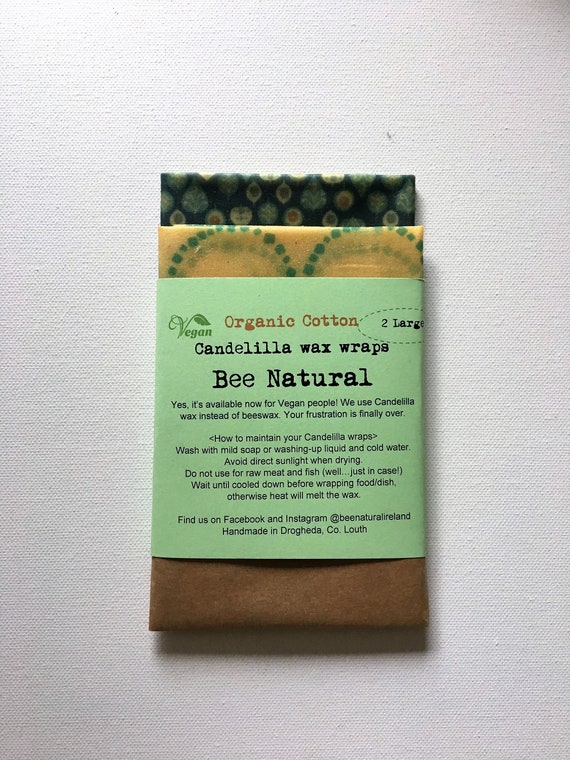 Vegan
Organic Cotton
2 Large
Candelilla wax wraps
Bee Natural
Yes, it's available now for Vegan people! We use Candelilla
wax instead of beeswax. Your frustration is finally over.
<How to maintain your Candelilla wraps>
Wash with mild soap or washing-up liquid and cold water.
Avoid direct sunlight when drying.
Do not use for raw meat and fish (well…just in case!)
Wait until cooled down before wrapping food/dish,
otherwise heat will melt the wax.
Find us on Facebook and Instagram @beenaturalireland
Handmade in Drogheda, Co. Louth